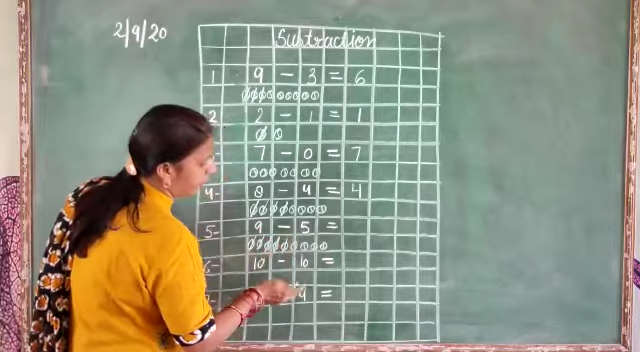 2/9/20
Subtraction
1 9 - 3 = 6
2 2 - 1 = 1
7 - 0 = 7
4- 8 - 4 = 4
5- 9 - 5 =
6- 10 - 10 =
4 =